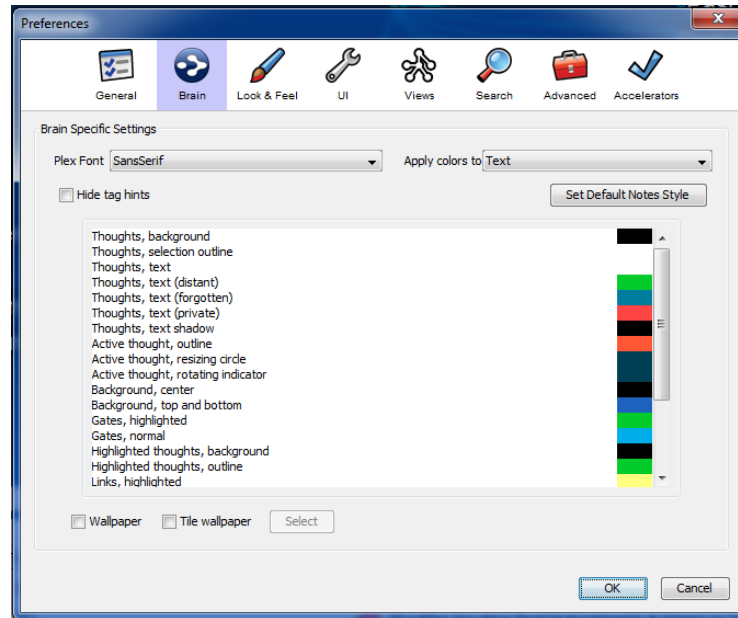 Preferences
General Brain Look & Feel UI Views Search Advanced Accelerators
Brain Specific Settings
Plex Font SansSerif Apply colors to Text
Hide tag hints Set Default Notes Style
Thoughts, background
Thoughts, selection outline
Thoughts, text
Thoughts, text (distant)
Thoughts, text (forgotten)
Thoughts, text (private)
Thoughts, text shadow
Active thought, outline
Active thought, resizing circle
Active thought, rotating indicator
Background, center
Background, top and bottom
Gates, highlighted
Gates, normal
Highlighted thoughts, background
Highlighted thoughts, outline
Links, highlighted
Wallpaper Tile wallpaper Select
OK Cancel